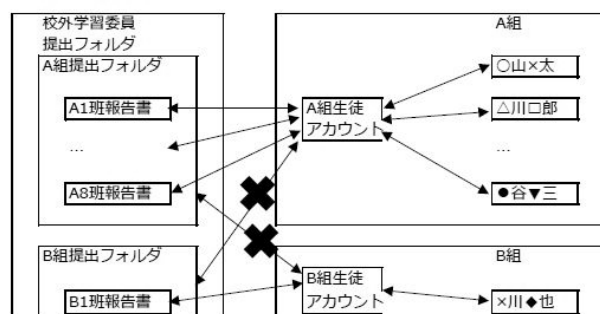 校外学習委員
提出フォルダ
A組提出フォルダ
A1班報告書
…
A8班報告書
B組提出フォルダ
B1班報告書
A組
A組生徒
アカウント
○山×太
△川□郎
…
●谷▼三
B組
B組生徒
アカウント
×川◆也